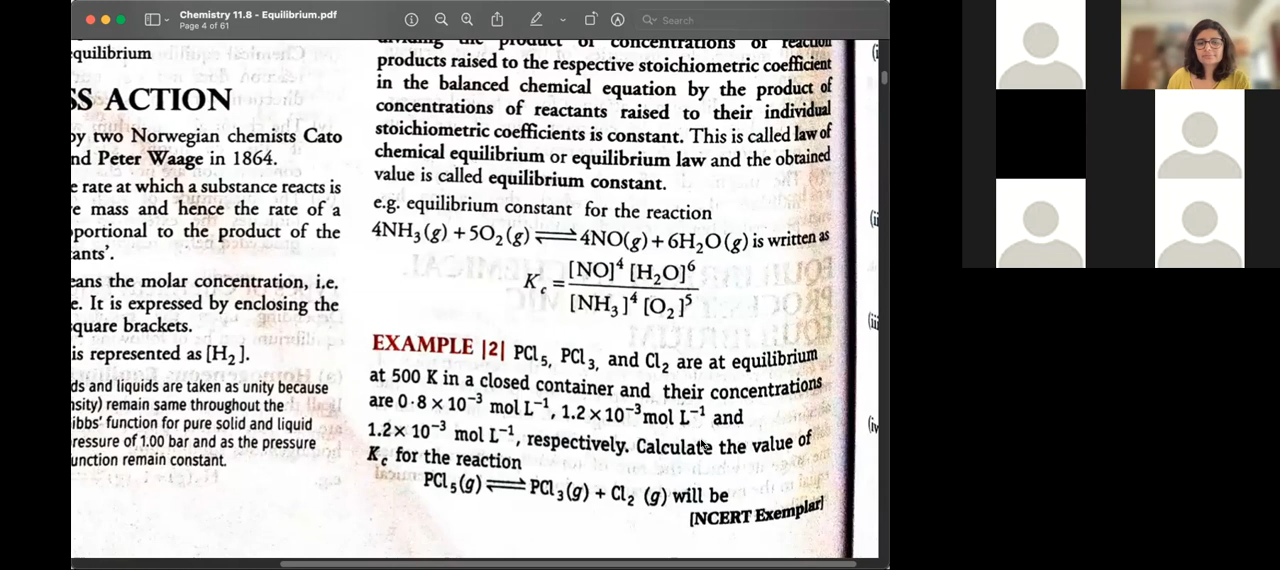 Chemistry 11.8 - Equilibrium.pdf
Page 4 of 61
Search
quilibrium
SS ACTION
by two Norwegian chemists Cato
nd Peter Waage in 1864.
e rate at which a substance reacts is
e mass and hence the rate of a
portional to the product of the
ants'.
eans the molar concentration, i.e.
e. It is expressed by enclosing the
quare brackets.
is represented as [H₂].
ds and liquids are taken as unity because
nsity) remain same throughout the
ibbs' function for pure solid and liquid
ressure of 1.00 bar and as the pressure
unction remain constant.
dividing the product of concentrations of reaction
products raised to the respective stoichiometric coefficient
in the balanced chemical equation by the product of
concentrations of reactants raised to their individual
stoichiometric coefficients is constant. This is called law of
chemical equilibrium or equilibrium law and the obtained
value is called equilibrium constant.
e.g. equilibrium constant for the reaction
4NH₃(g) + 5O₂(g) ⇌ 4NO(g) + 6H₂O(g) is written as
K_c = [NO]⁴ [H₂O]⁶
[NH₃]⁴ [O₂]⁵
EXAMPLE |2| PCl₅, PCl₃, and Cl₂ are at equilibrium
at 500 K in a closed container and their concentrations
are 0·8 × 10⁻³ mol L⁻¹, 1.2 × 10⁻³ mol L⁻¹ and
1.2 × 10⁻³ mol L⁻¹, respectively. Calculate the value of
K_c for the reaction
PCl₅(g) ⇌ PCl₃(g) + Cl₂ (g) will be
[NCERT Exemplar]